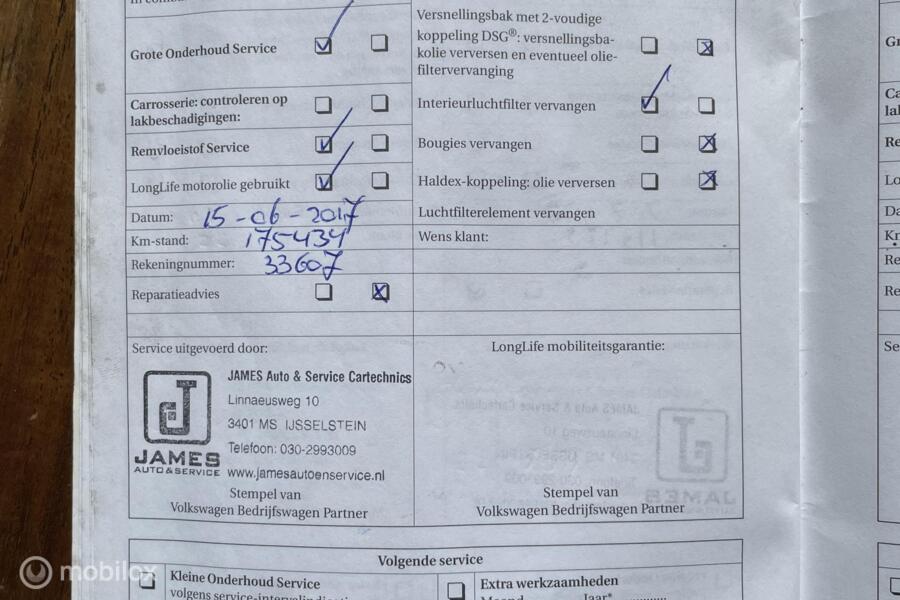 Grote Onderhoud Service
Carrosserie: controleren op
lakbeschadigingen:
Remvloeistof Service
LongLife motorolie gebruikt
Datum: 15-06-2017
Km-stand: 175434
Rekeningnummer: 33607
Reparatieadvies
Versnellingsbak met 2-voudige
koppeling DSG®: versnellingsba-
kolie verversen en eventueel olie-
filtervervanging
Interieurluchtfilter vervangen
Bougies vervangen
Haldex-koppeling: olie verversen
Luchtfilterelement vervangen
Wens klant:
Service uitgevoerd door:
JAMES Auto & Service Cartechnics
Linnaeusweg 10
3401 MS IJSSELSTEIN
Telefoon: 030-2993009
www.jamesautoenservice.nl
JAMES
AUTO & SERVICE
Stempel van
Volkswagen Bedrijfswagen Partner
LongLife mobiliteitsgarantie:
Stempel van
Volkswagen Bedrijfswagen Partner
Volgende service
Kleine Onderhoud Service
Extra werkzaamheden
mobilox